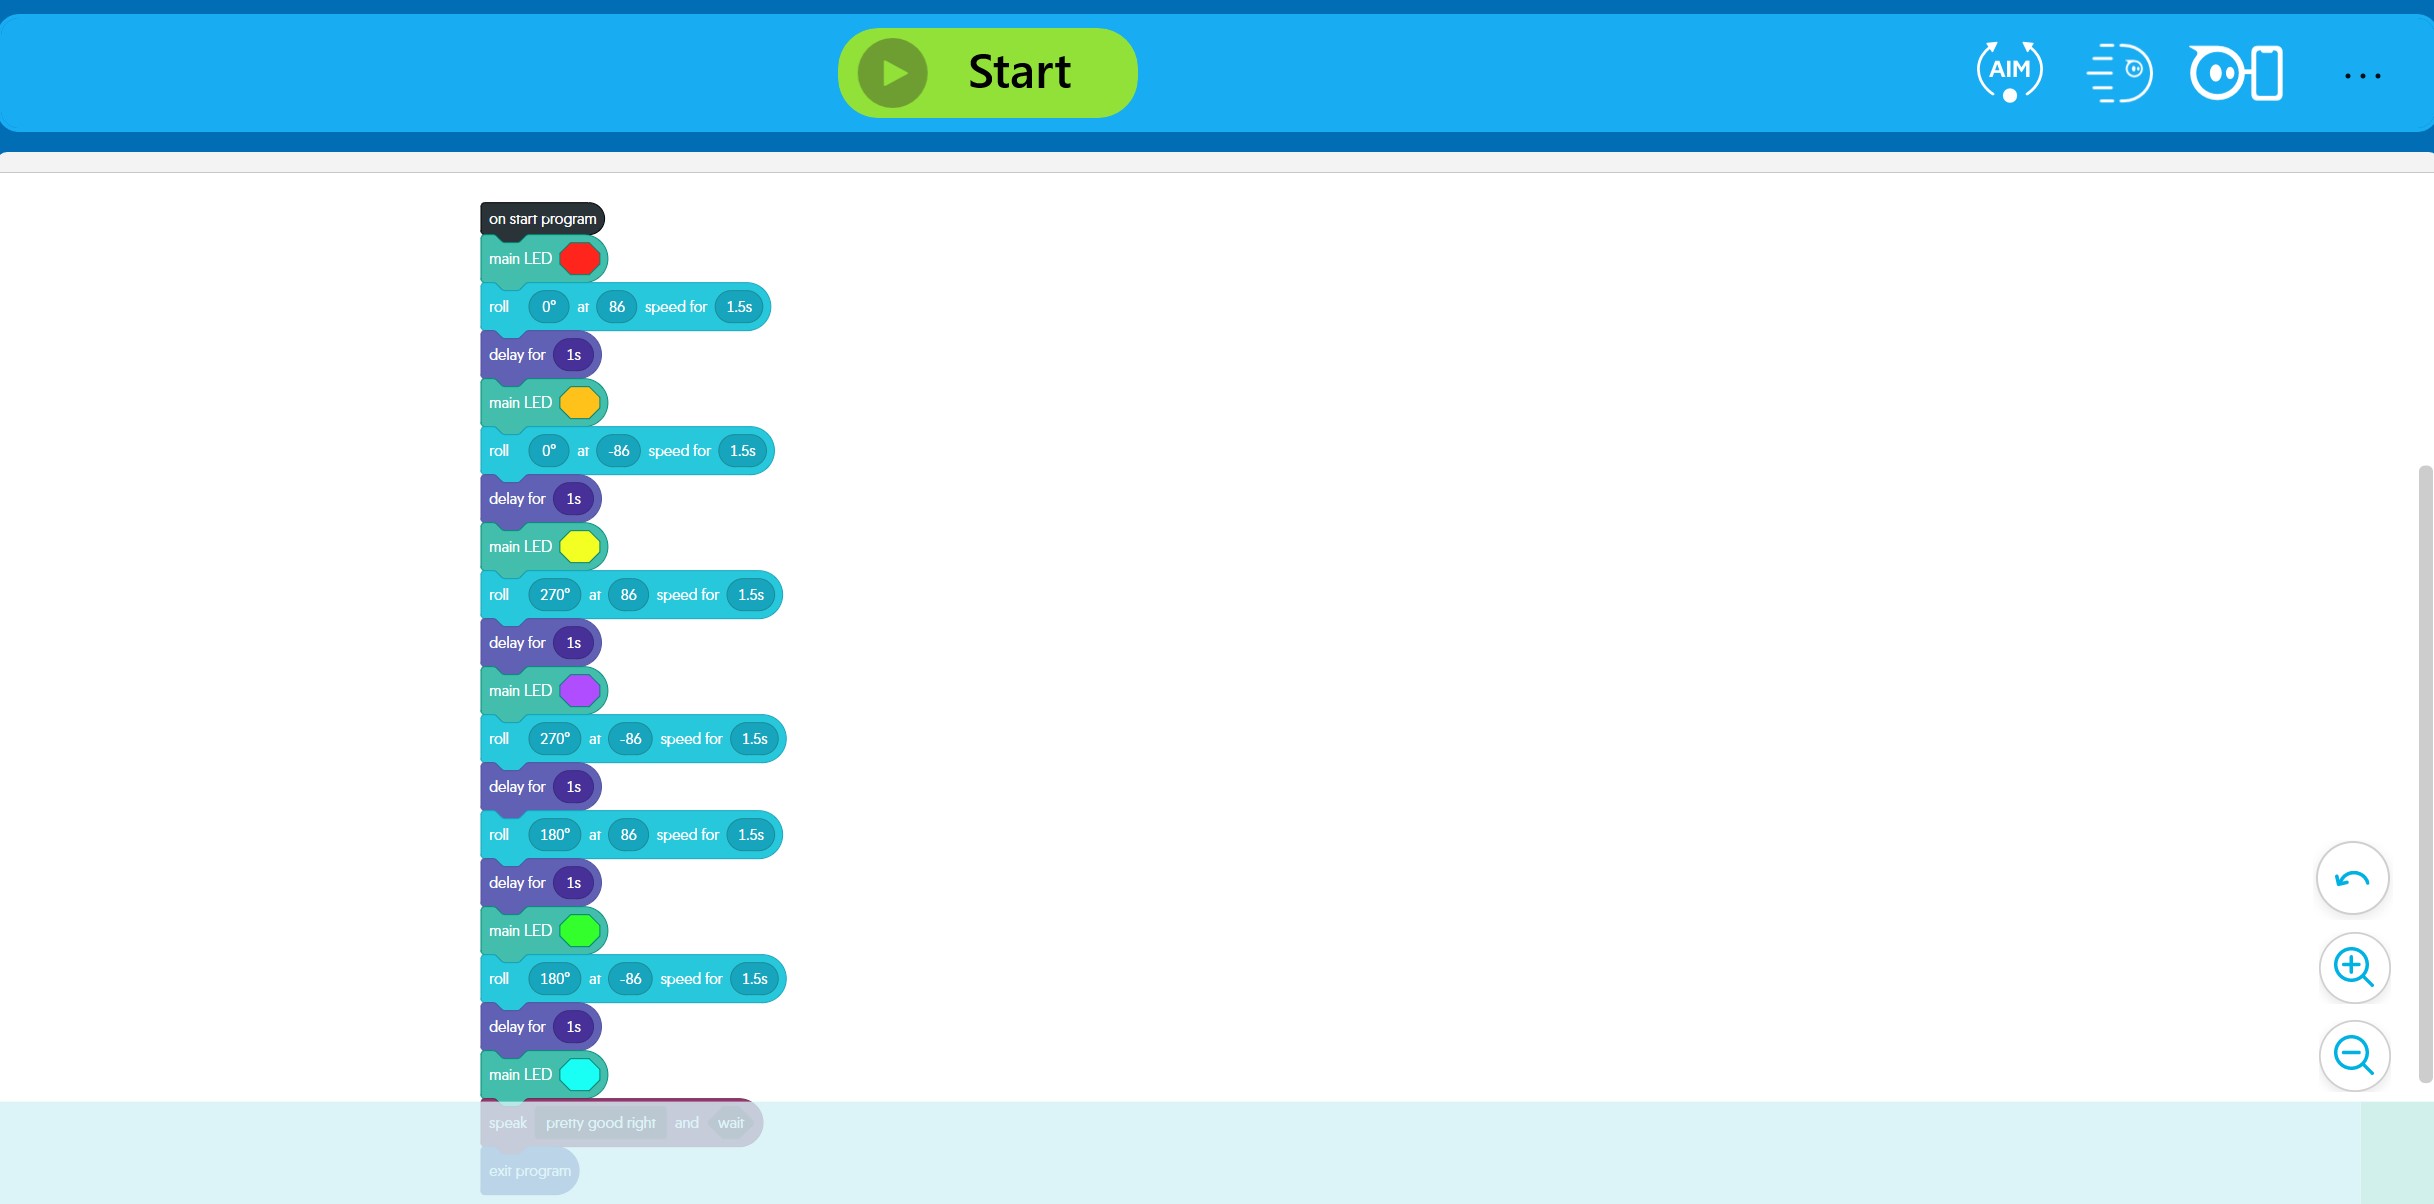 Start
AIM
...
on start program
main LED
roll 0° at 86 speed for 1.5s
delay for 1s
main LED
roll 0° at -86 speed for 1.5s
delay for 1s
main LED
roll 270° at 86 speed for 1.5s
delay for 1s
main LED
roll 270° at -86 speed for 1.5s
delay for 1s
roll 180° at 86 speed for 1.5s
delay for 1s
main LED
roll 180° at -86 speed for 1.5s
delay for 1s
main LED
speak pretty good right and wait
exit program